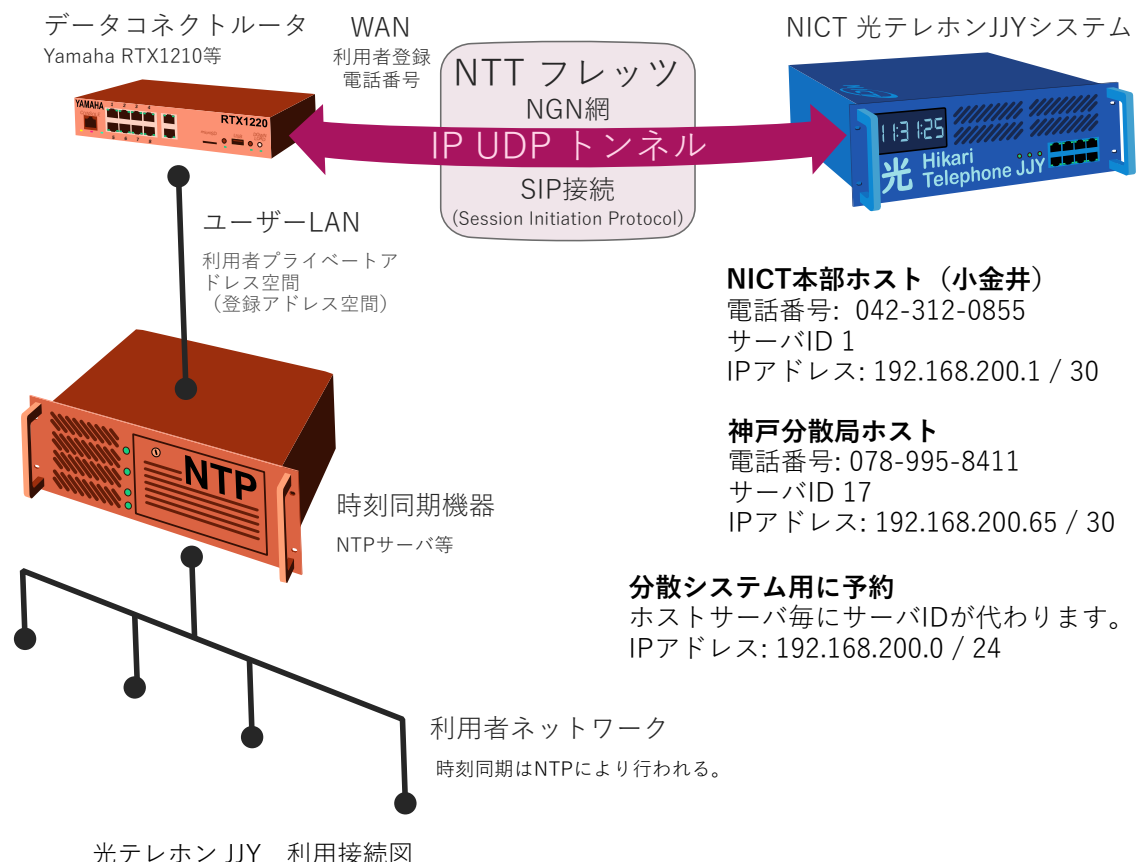 データコネクトルータ
Yamaha RTX1210等
WAN
利用者登録
電話番号
NTT フレッツ
NGN網
IP UDP トンネル
SIP接続
(Session Initiation Protocol)
NICT 光テレホンJJYシステム
YAMAHA
RTX1220
11:31:25
光 Hikari
Telephone JJY
ユーザーLAN
利用者プライベートア
ドレス空間
（登録アドレス空間）
NICT本部ホスト（小金井）
電話番号: 042-312-0855
サーバID 1
IPアドレス: 192.168.200.1 / 30
神戸分散局ホスト
電話番号: 078-995-8411
サーバID 17
IPアドレス: 192.168.200.65 / 30
NTP
時刻同期機器
NTPサーバ等
分散システム用に予約
ホストサーバ毎にサーバIDが代わります。
IPアドレス: 192.168.200.0 / 24
利用者ネットワーク
時刻同期はNTPにより行われる。
光テレホン JJY　利用接続図